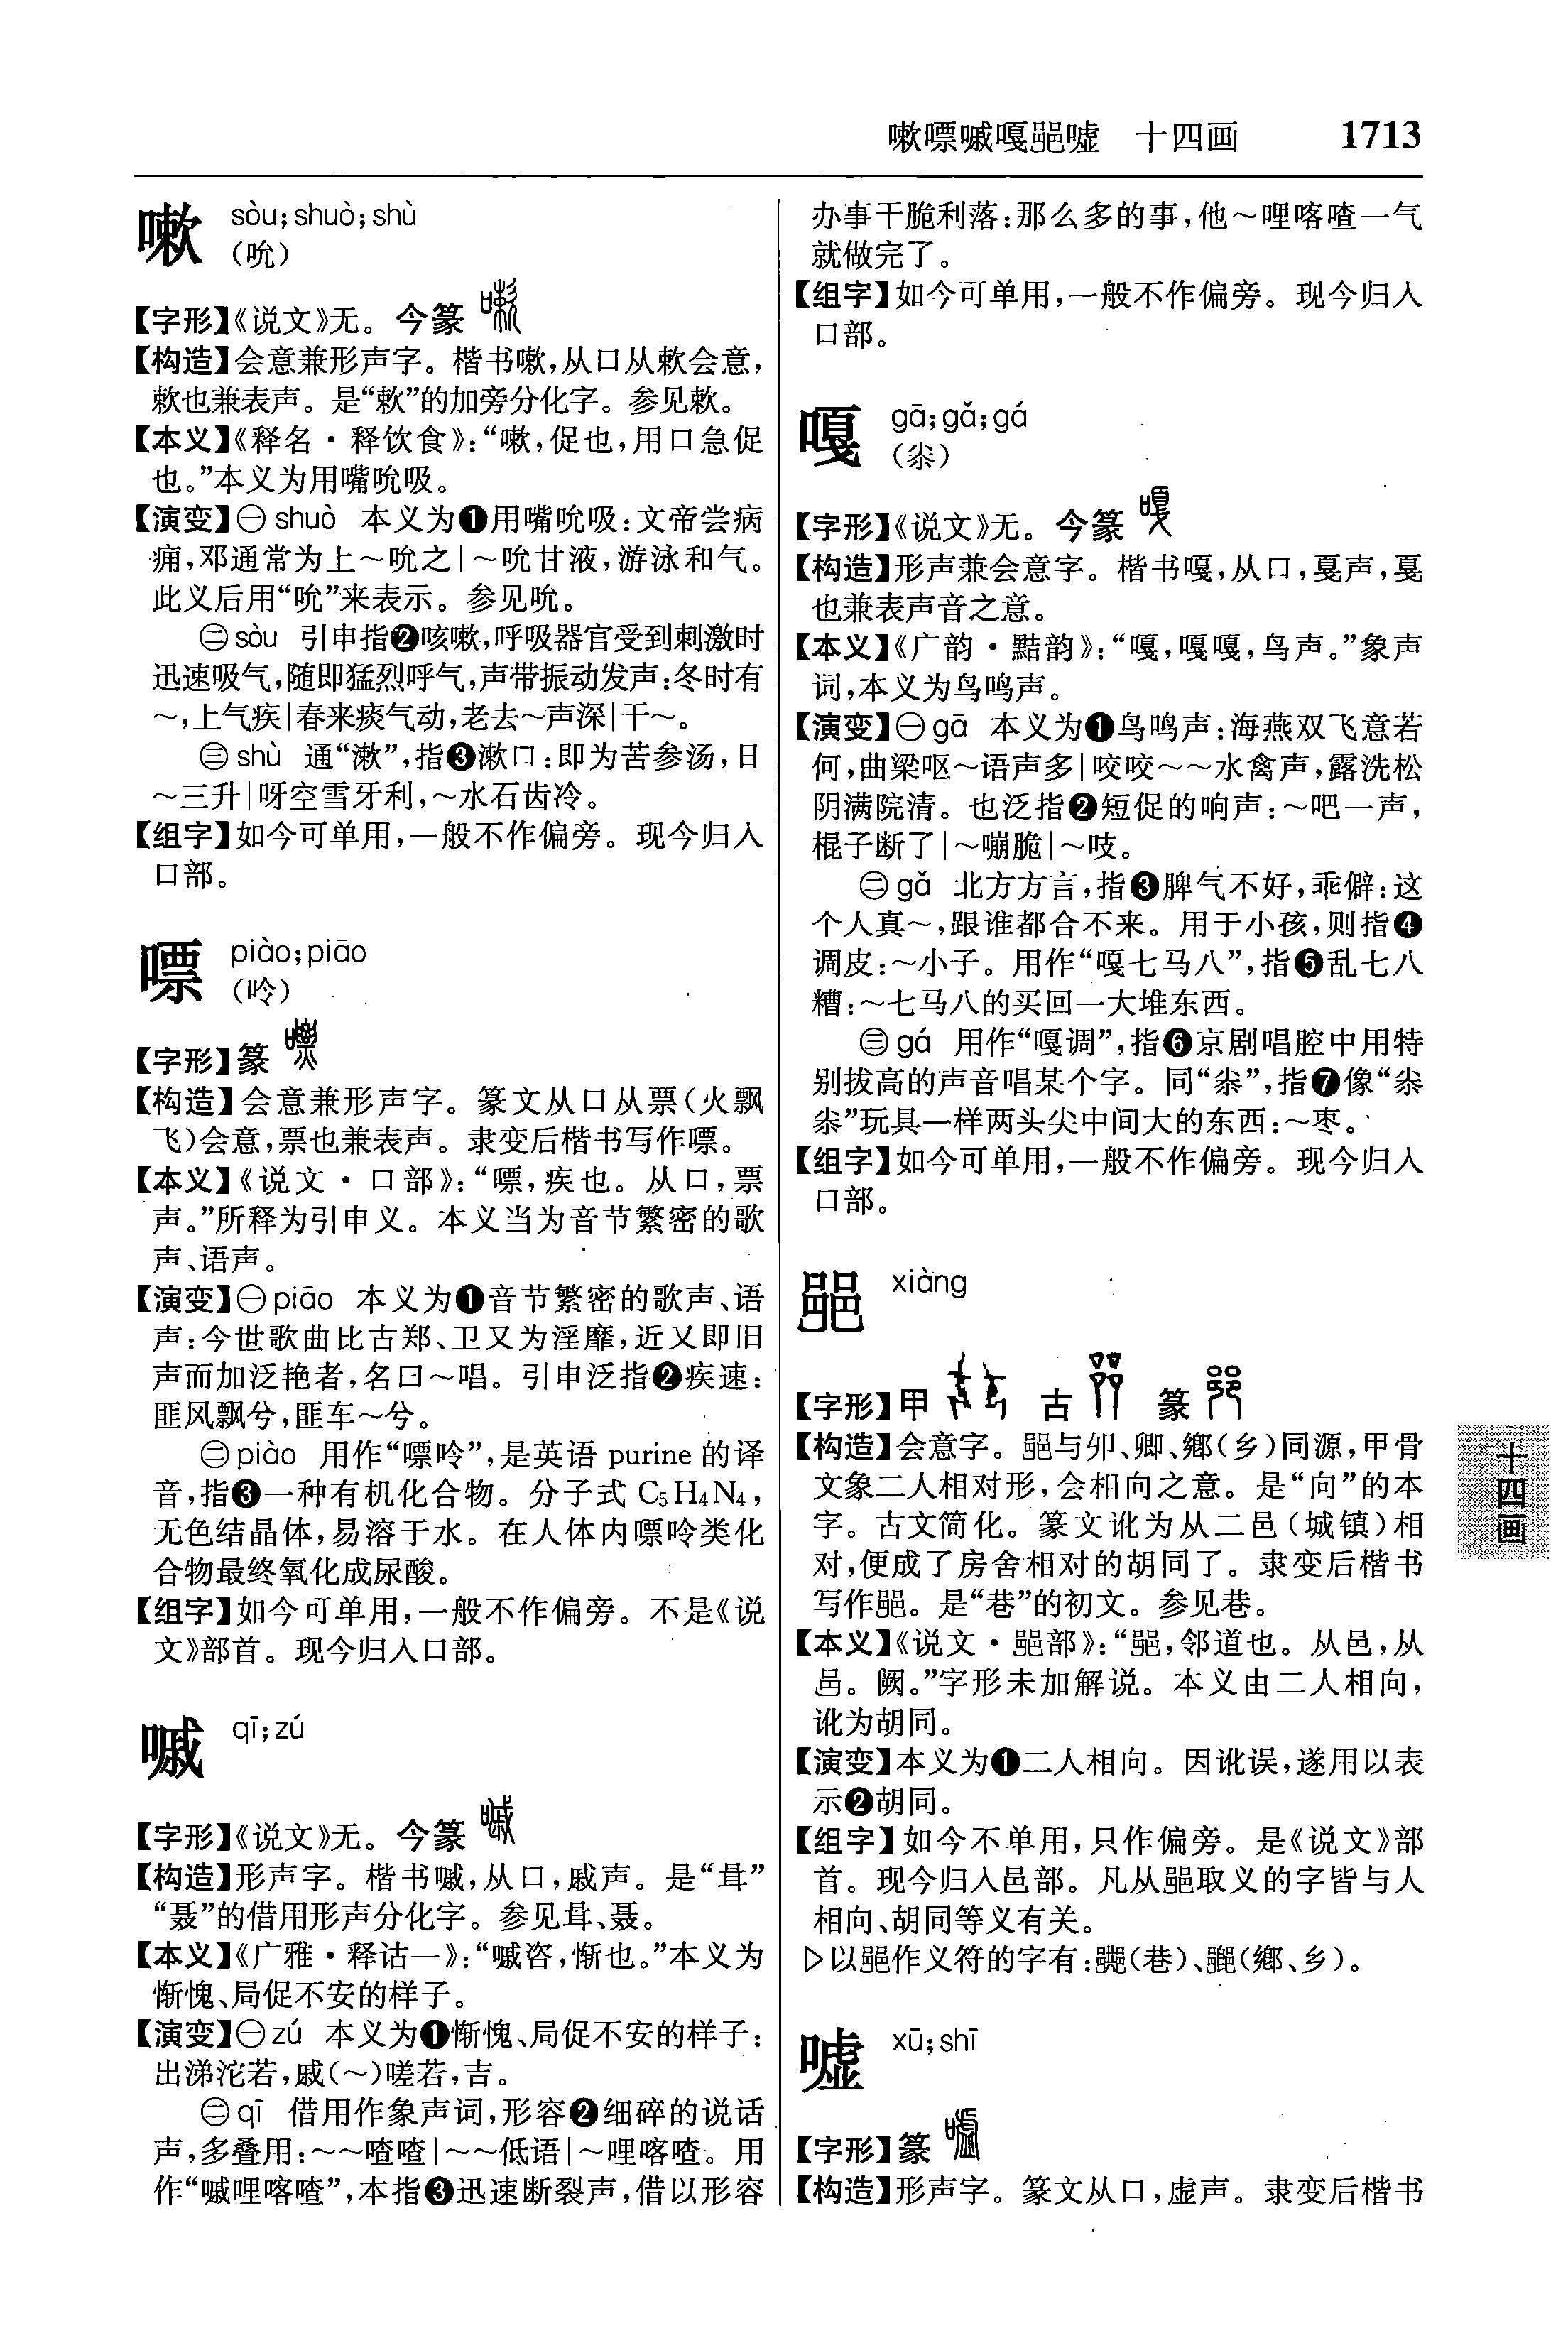 嗽嘌嘁嘎𨛜嘘 十四画 1713
嗽 sòu;shuò;shù
(吮)
【字形】《说文》无。今篆
【构造】会意兼形声字。楷书嗽,从口从欶会意,
欶也兼表声。是“欶”的加旁分化字。参见欶。
【本义】《释名·释饮食》:“嗽,促也,用口急促
也。”本义为用嘴吮吸。
【演变】㊀shuò 本义为❶用嘴吮吸:文帝尝病
痈,邓通常为上～吮之|～吮甘液,游泳和气。
此义后用“吮”来表示。参见吮。
㊁sòu 引申指❷咳嗽,呼吸器官受到刺激时
迅速吸气,随即猛烈呼气,声带振动发声:冬时有
～,上气疾|春来痰气动,老去～声深|干～。
㊂shù 通“漱”,指❸漱口:即为苦参汤,日
～三升|呀空雪牙利,～水石齿冷。
【组字】如今可单用,一般不作偏旁。现今归入
口部。
嘌 piào;piāo
(呤)
【字形】篆
【构造】会意兼形声字。篆文从口从票(火飘
飞)会意,票也兼表声。隶变后楷书写作嘌。
【本义】《说文·口部》:“嘌,疾也。从口,票
声。”所释为引申义。本义当为音节繁密的歌
声、语声。
【演变】㊀piāo 本义为❶音节繁密的歌声、语
声:今世歌曲比古郑、卫又为淫靡,近又即旧
声而加泛艳者,名曰～唱。引申泛指❷疾速:
匪风飘兮,匪车～兮。
㊁piào 用作“嘌呤”,是英语 purine 的译
音,指❸一种有机化合物。分子式 C₅H₄N₄,
无色结晶体,易溶于水。在人体内嘌呤类化
合物最终氧化成尿酸。
【组字】如今可单用,一般不作偏旁。不是《说
文》部首。现今归入口部。
嘁 qī;zú
【字形】《说文》无。今篆
【构造】形声字。楷书嘁,从口,戚声。是“咠”
“聂”的借用形声分化字。参见咠、聂。
【本义】《广雅·释诂一》:“嘁咨,惭也。”本义为
惭愧、局促不安的样子。
【演变】㊀zú 本义为❶惭愧、局促不安的样子:
出涕沱若,戚(～)嗟若,吉。
㊁qī 借用作象声词,形容❷细碎的说话
声,多叠用:～～喳喳|～～低语|～哩喀喳。用
作“嘁哩喀喳”,本指❸迅速断裂声,借以形容
办事干脆利落:那么多的事,他～哩喀喳一气
就做完了。
【组字】如今可单用,一般不作偏旁。现今归入
口部。
嘎 gā;gǎ;gá
(尜)
【字形】《说文》无。今篆
【构造】形声兼会意字。楷书嘎,从口,戛声,戛
也兼表声音之意。
【本义】《广韵·黠韵》:“嘎,嘎嘎,鸟声。”象声
词,本义为鸟鸣声。
【演变】㊀gā 本义为❶鸟鸣声:海燕双飞意若
何,曲梁呕～语声多|咬咬～～水禽声,露洗松
阴满院清。也泛指❷短促的响声:～吧一声,
棍子断了|～嘣脆|～吱。
㊁gǎ 北方方言,指❸脾气不好,乖僻:这
个人真～,跟谁都合不来。用于小孩,则指❹
调皮:～小子。用作“嘎七马八”,指❺乱七八
糟:～七马八的买回一大堆东西。
㊂gá 用作“嘎调”,指❻京剧唱腔中用特
别拔高的声音唱某个字。同“尜”,指❼像“尜
尜”玩具一样两头尖中间大的东西:～枣。
【组字】如今可单用,一般不作偏旁。现今归入
口部。
𨛜 xiàng
【字形】甲 古 篆
【构造】会意字。𨛜与卯、卿、鄉(乡)同源,甲骨
文象二人相对形,会相向之意。是“向”的本
字。古文简化。篆文讹为从二邑(城镇)相
对,便成了房舍相对的胡同了。隶变后楷书
写作𨛜。是“巷”的初文。参见巷。
【本义】《说文·𨛜部》:“𨛜,邻道也。从邑,从
𠨍。阙。”字形未加解说。本义由二人相向,
讹为胡同。
【演变】本义为❶二人相向。因讹误,遂用以表
示❷胡同。
【组字】如今不单用,只作偏旁。是《说文》部
首。现今归入邑部。凡从𨛜取义的字皆与人
相向、胡同等义有关。
▷以𨛜作义符的字有:(巷)、(鄉、乡)。
嘘 xū;shī
【字形】篆
【构造】形声字。篆文从口,虚声。隶变后楷书
十四画